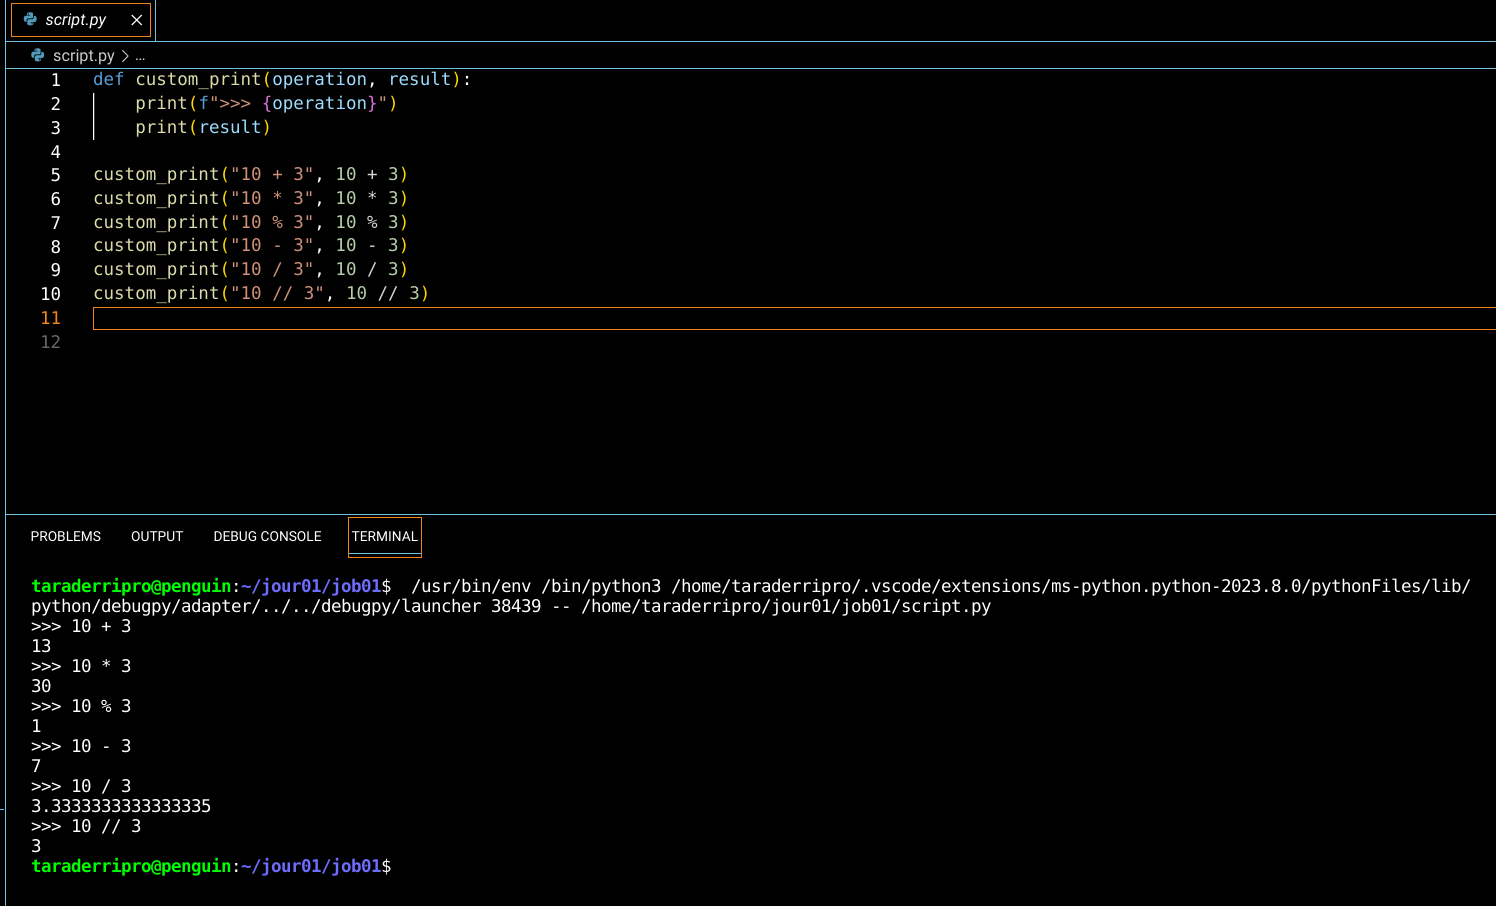 script.py
script.py > ...
1 def custom_print(operation, result):
2     print(f">>> {operation}")
3     print(result)
4
5 custom_print("10 + 3", 10 + 3)
6 custom_print("10 * 3", 10 * 3)
7 custom_print("10 % 3", 10 % 3)
8 custom_print("10 - 3", 10 - 3)
9 custom_print("10 / 3", 10 / 3)
10 custom_print("10 // 3", 10 // 3)
11
12
PROBLEMS OUTPUT DEBUG CONSOLE TERMINAL
taraderripro@penguin:~/jour01/job01$  /usr/bin/env /bin/python3 /home/taraderripro/.vscode/extensions/ms-python.python-2023.8.0/pythonFiles/lib/
python/debugpy/adapter/../../debugpy/launcher 38439 -- /home/taraderripro/jour01/job01/script.py
>>> 10 + 3
13
>>> 10 * 3
30
>>> 10 % 3
1
>>> 10 - 3
7
>>> 10 / 3
3.3333333333333335
>>> 10 // 3
3
taraderripro@penguin:~/jour01/job01$